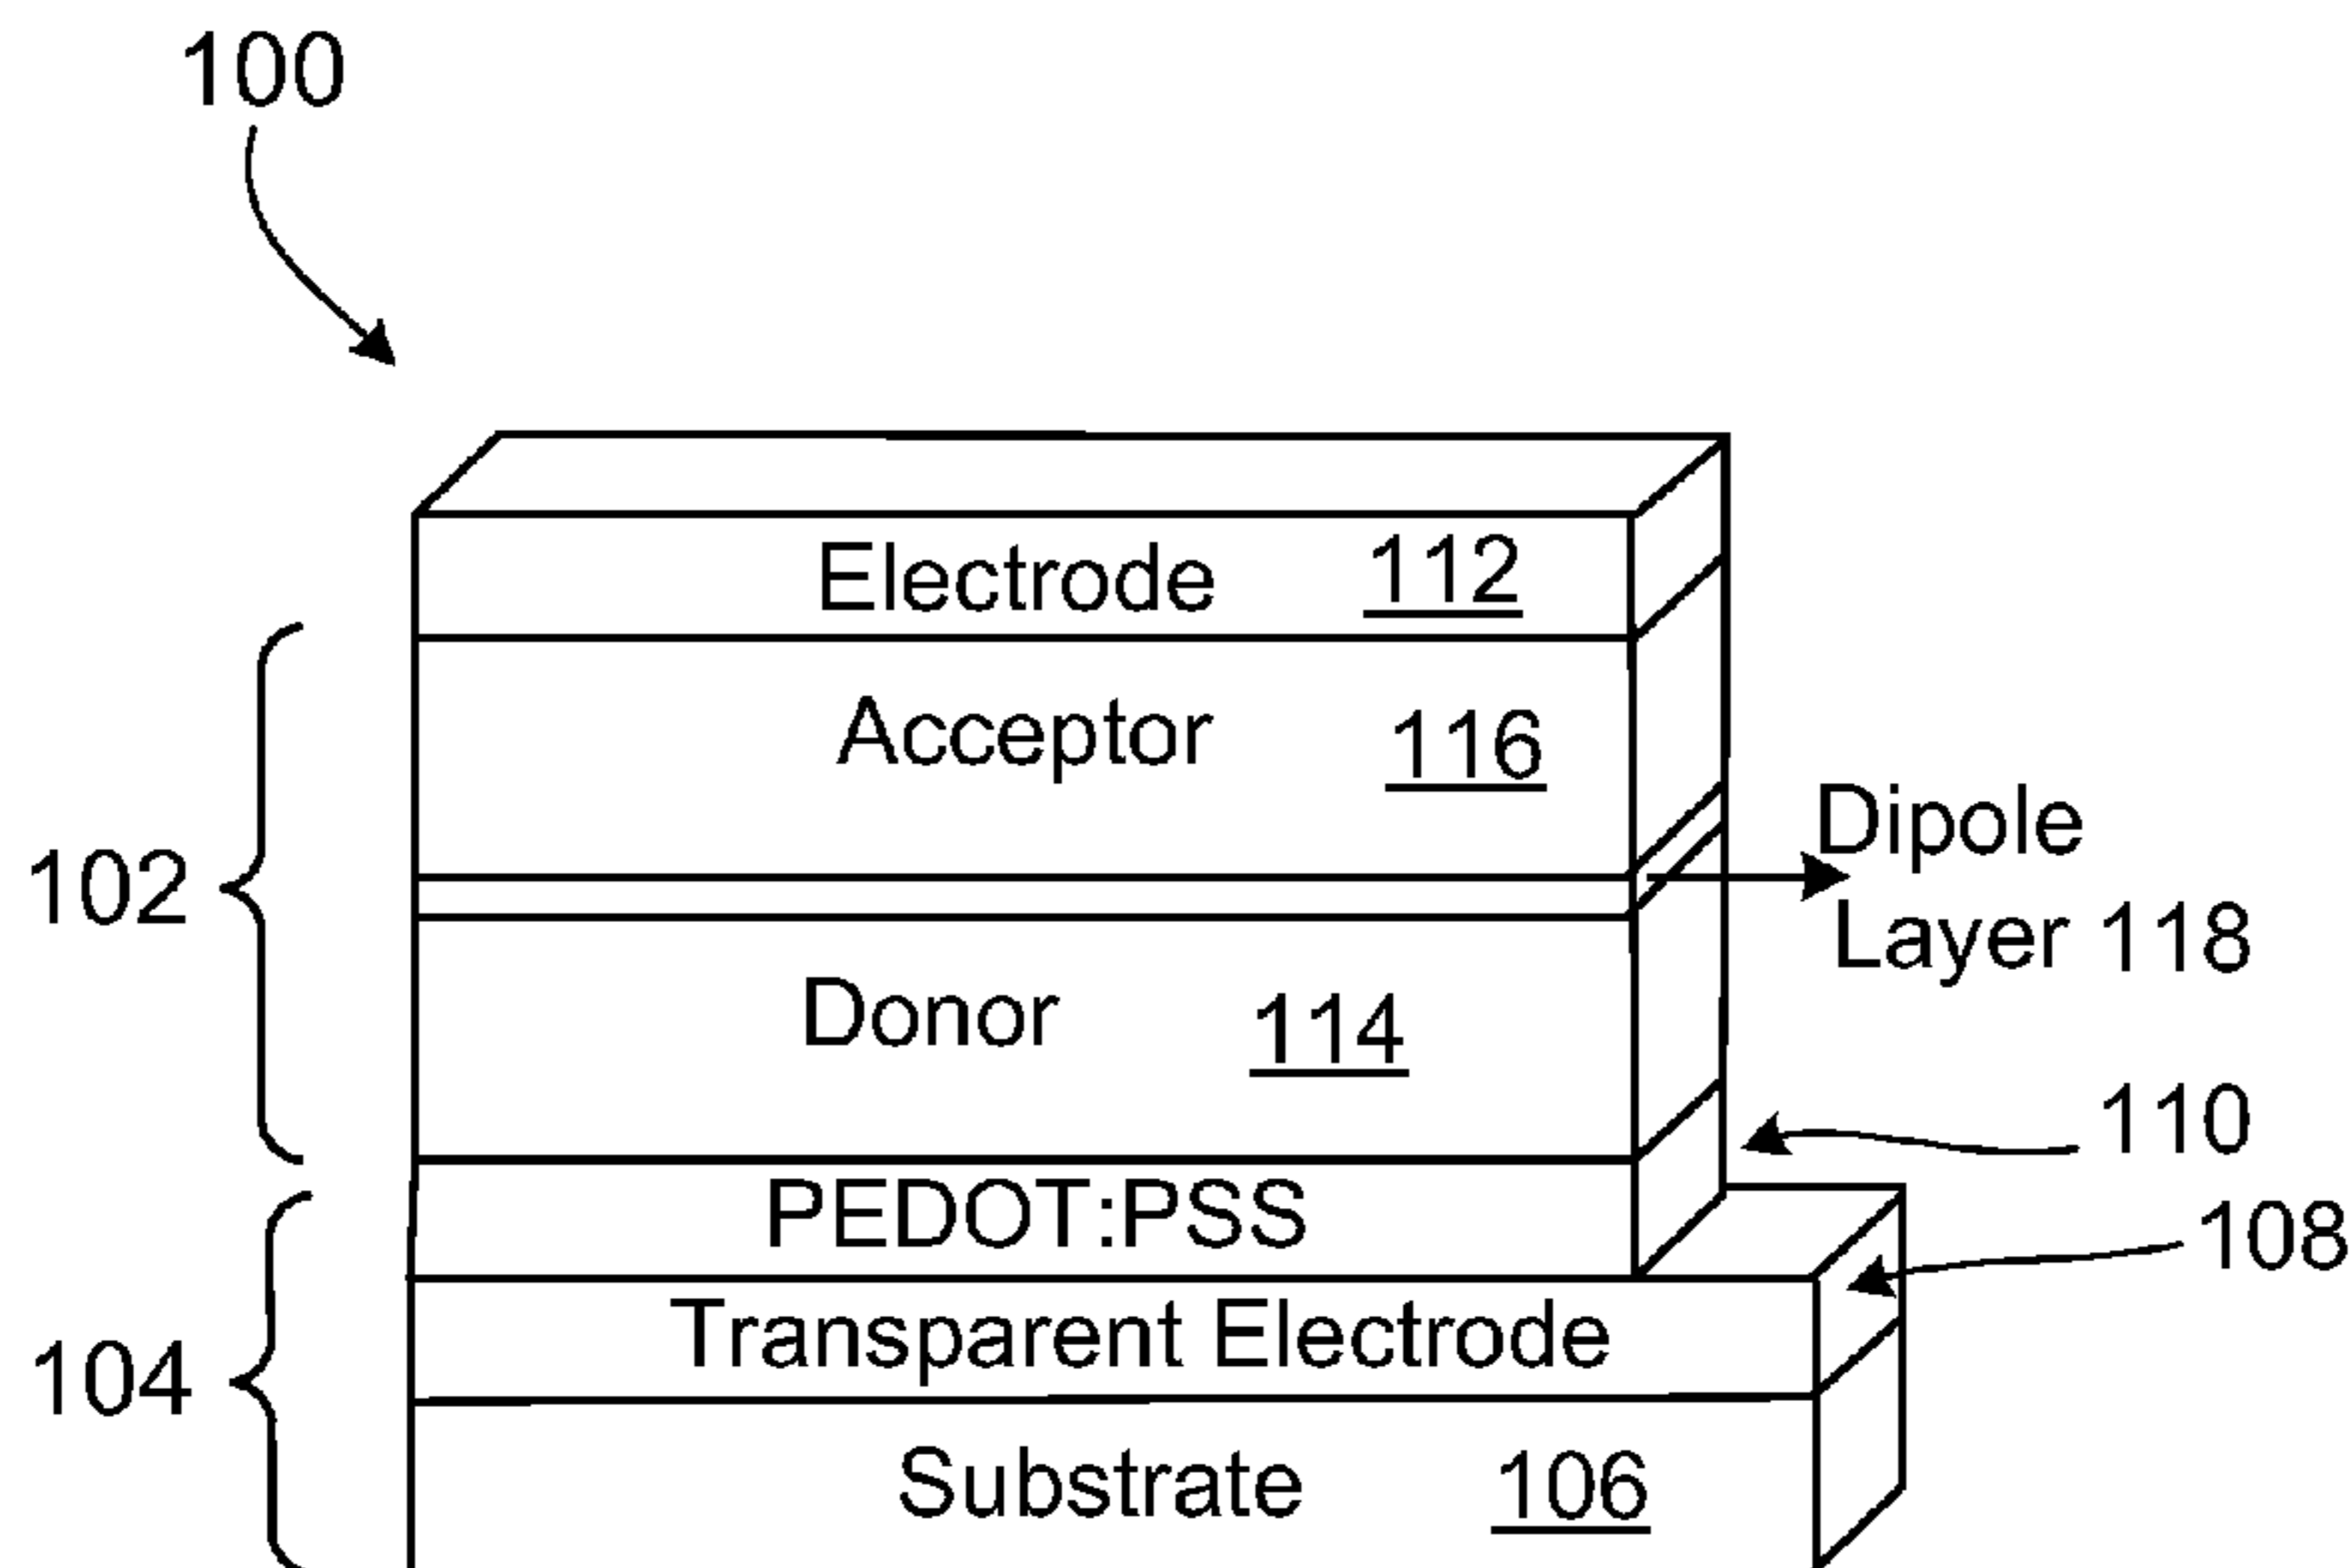 100
Electrode 112
Acceptor 116
Dipole
Layer 118
102
Donor 114
110
PEDOT:PSS
108
Transparent Electrode
104
Substrate 106